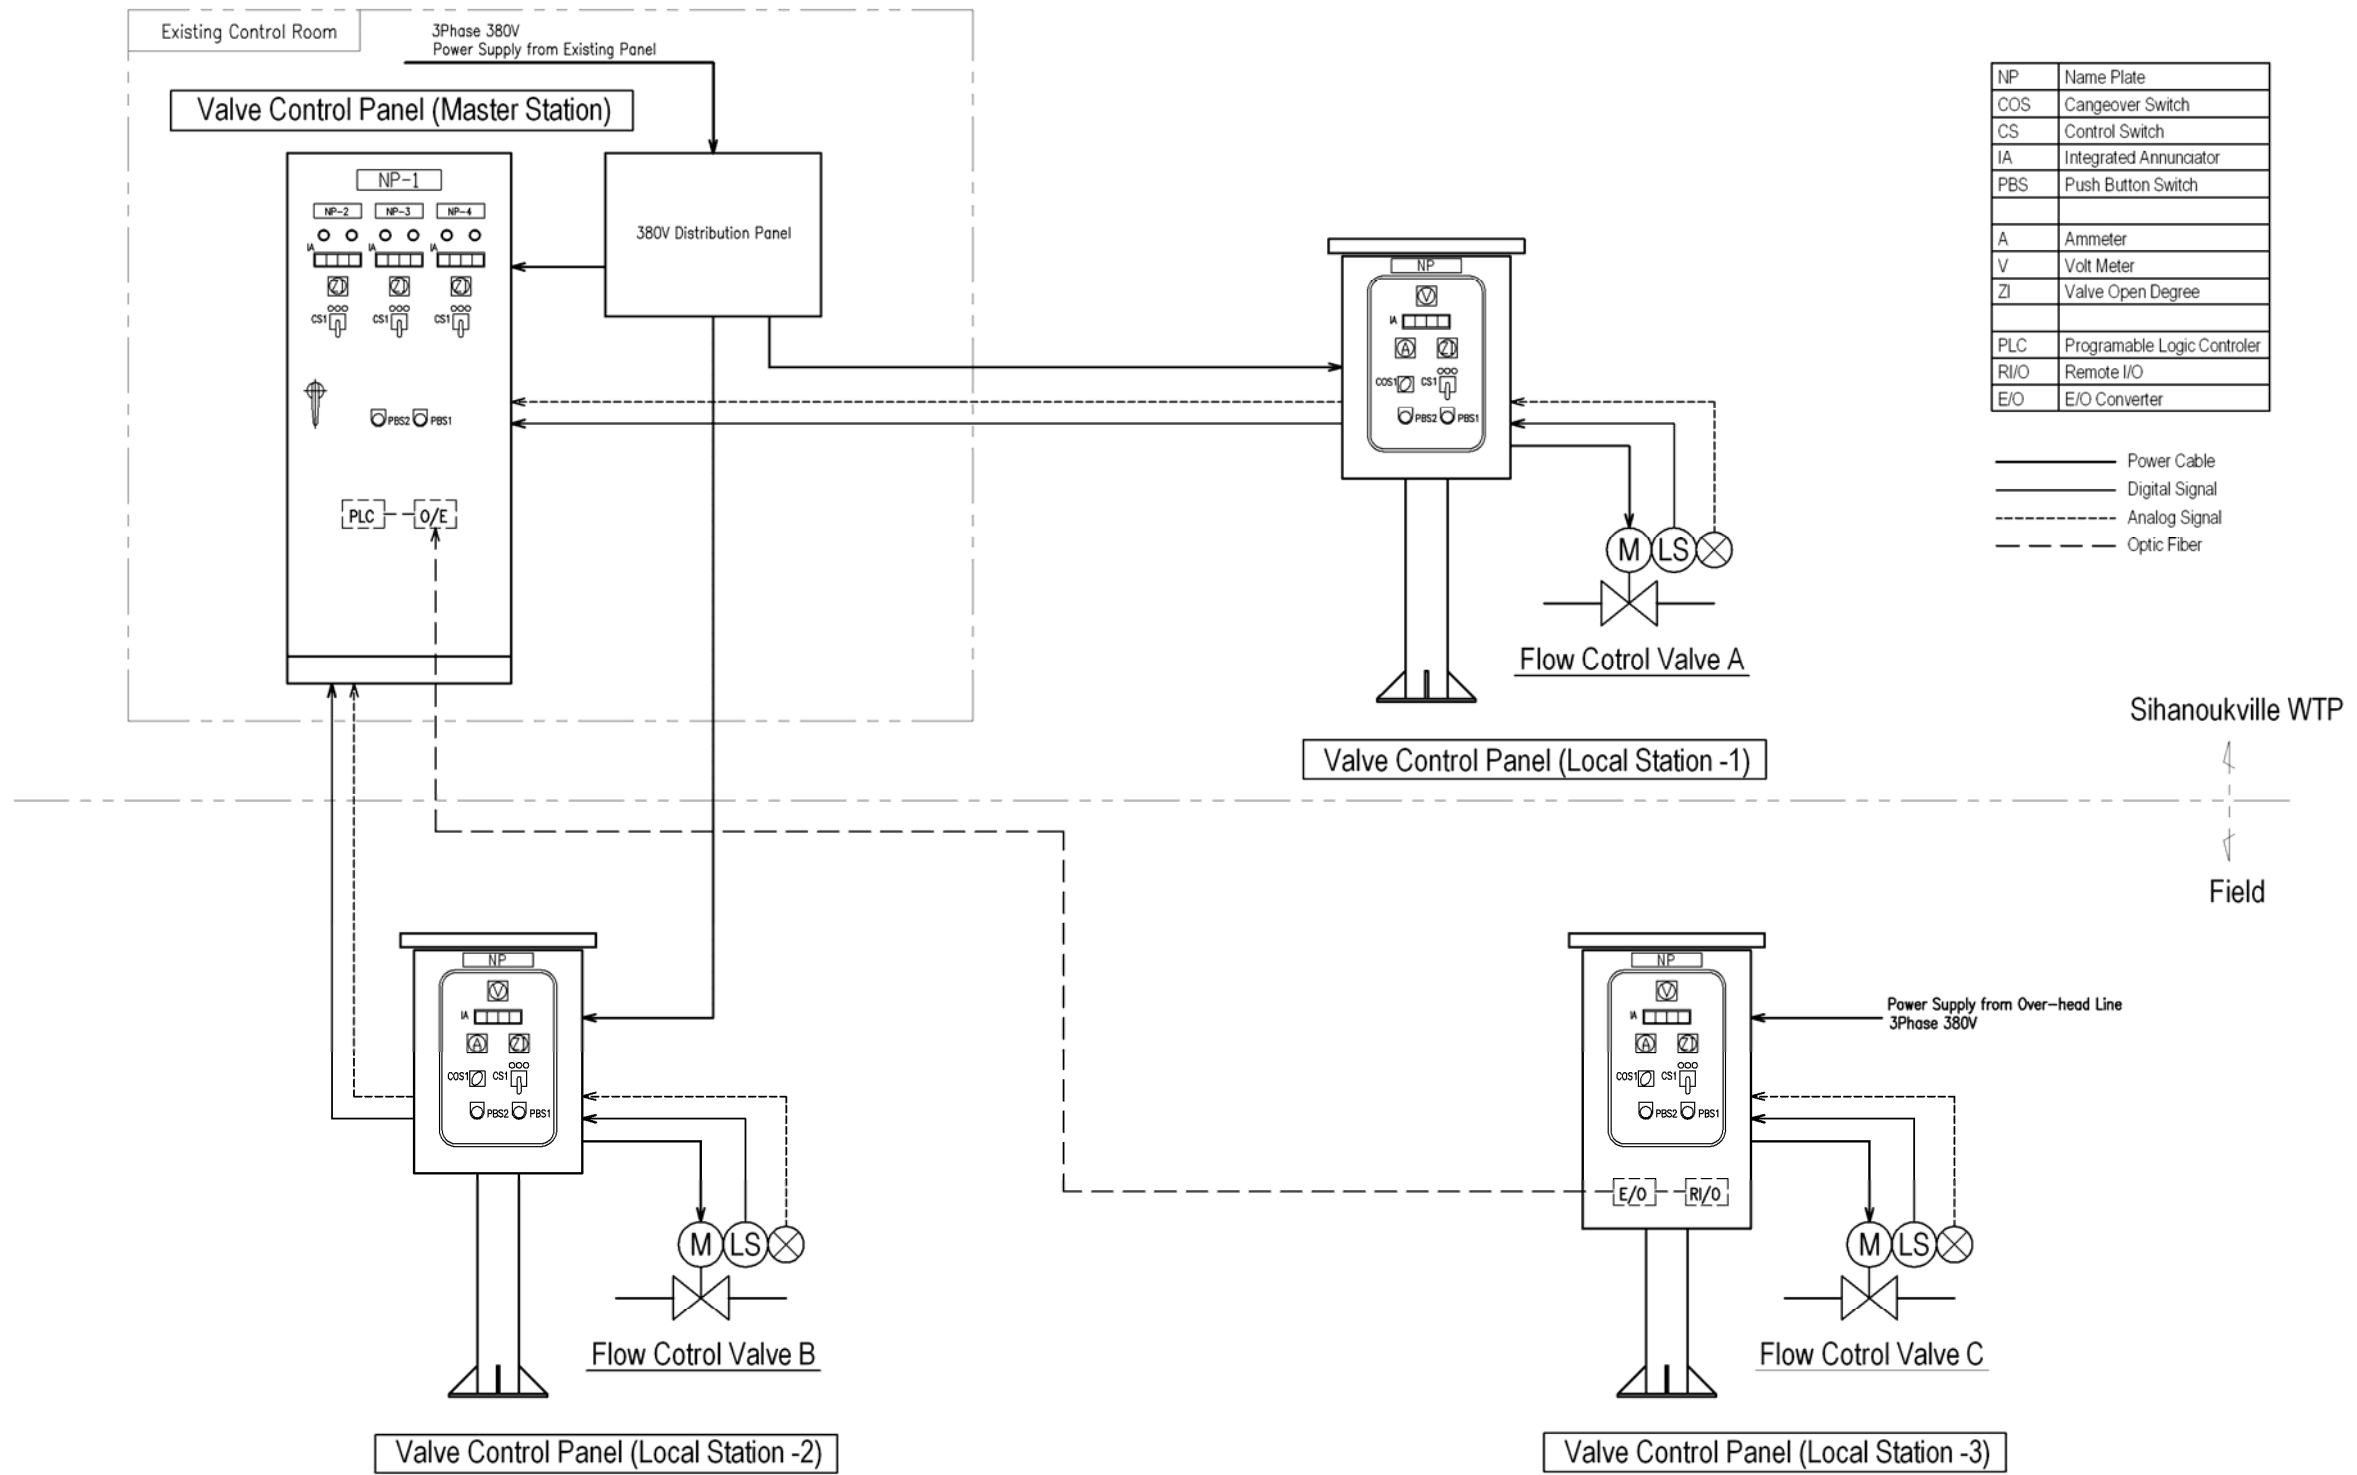 Existing Control Room
3Phase 380V
Power Supply from Existing Panel
Valve Control Panel (Master Station)
NP-1
NP-2 NP-3 NP-4
IA IA IA
ZI ZI ZI
CS1 CS1 CS1
PBS2 PBS1
PLC O/E
380V Distribution Panel
NP
V
IA
A ZI
COS1 CS1
PBS2 PBS1
M LS
Flow Cotrol Valve A
Valve Control Panel (Local Station -1)
NP Name Plate
COS Cangeover Switch
CS Control Switch
IA Integrated Annunciator
PBS Push Button Switch
A Ammeter
V Volt Meter
ZI Valve Open Degree
PLC Programable Logic Controler
RI/O Remote I/O
E/O E/O Converter
Power Cable
Digital Signal
Analog Signal
Optic Fiber
Sihanoukville WTP
Field
NP
V
IA
A ZI
COS1 CS1
PBS2 PBS1
M LS
Flow Cotrol Valve B
Valve Control Panel (Local Station -2)
NP
V
IA
A ZI
COS1 CS1
PBS2 PBS1
E/O RI/O
Power Supply from Over-head Line
3Phase 380V
M LS
Flow Cotrol Valve C
Valve Control Panel (Local Station -3)